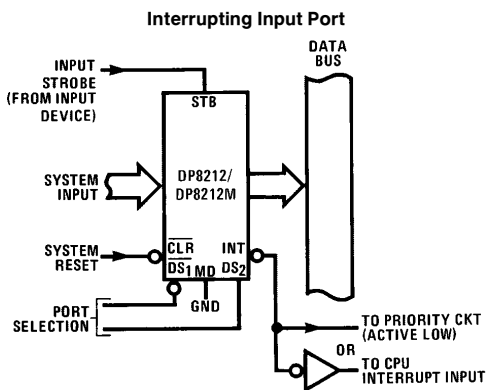 Interrupting Input Port
DATA
BUS
INPUT
STROBE
(FROM INPUT
DEVICE)
STB
DP8212/
DP8212M
SYSTEM
INPUT
SYSTEM
RESET
CLR
INT
DS1 MD DS2
GND
PORT
SELECTION
TO PRIORITY CKT
(ACTIVE LOW)
OR
TO CPU
INTERRUPT INPUT